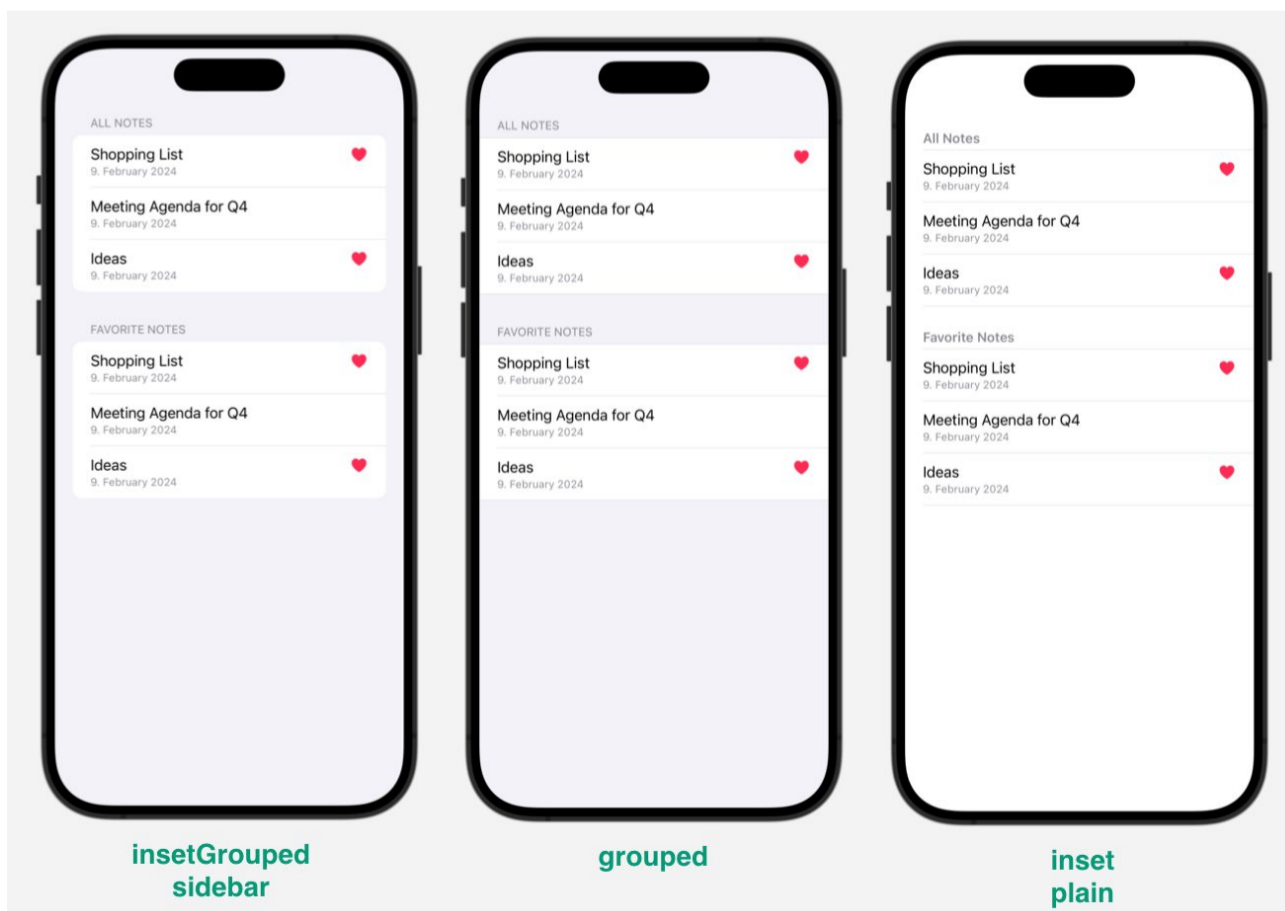 ALL NOTES
Shopping List
9. February 2024
Meeting Agenda for Q4
9. February 2024
Ideas
9. February 2024
FAVORITE NOTES
Shopping List
9. February 2024
Meeting Agenda for Q4
9. February 2024
Ideas
9. February 2024
insetGrouped
sidebar
ALL NOTES
Shopping List
9. February 2024
Meeting Agenda for Q4
9. February 2024
Ideas
9. February 2024
FAVORITE NOTES
Shopping List
9. February 2024
Meeting Agenda for Q4
9. February 2024
Ideas
9. February 2024
grouped
All Notes
Shopping List
9. February 2024
Meeting Agenda for Q4
9. February 2024
Ideas
9. February 2024
Favorite Notes
Shopping List
9. February 2024
Meeting Agenda for Q4
9. February 2024
Ideas
9. February 2024
inset
plain